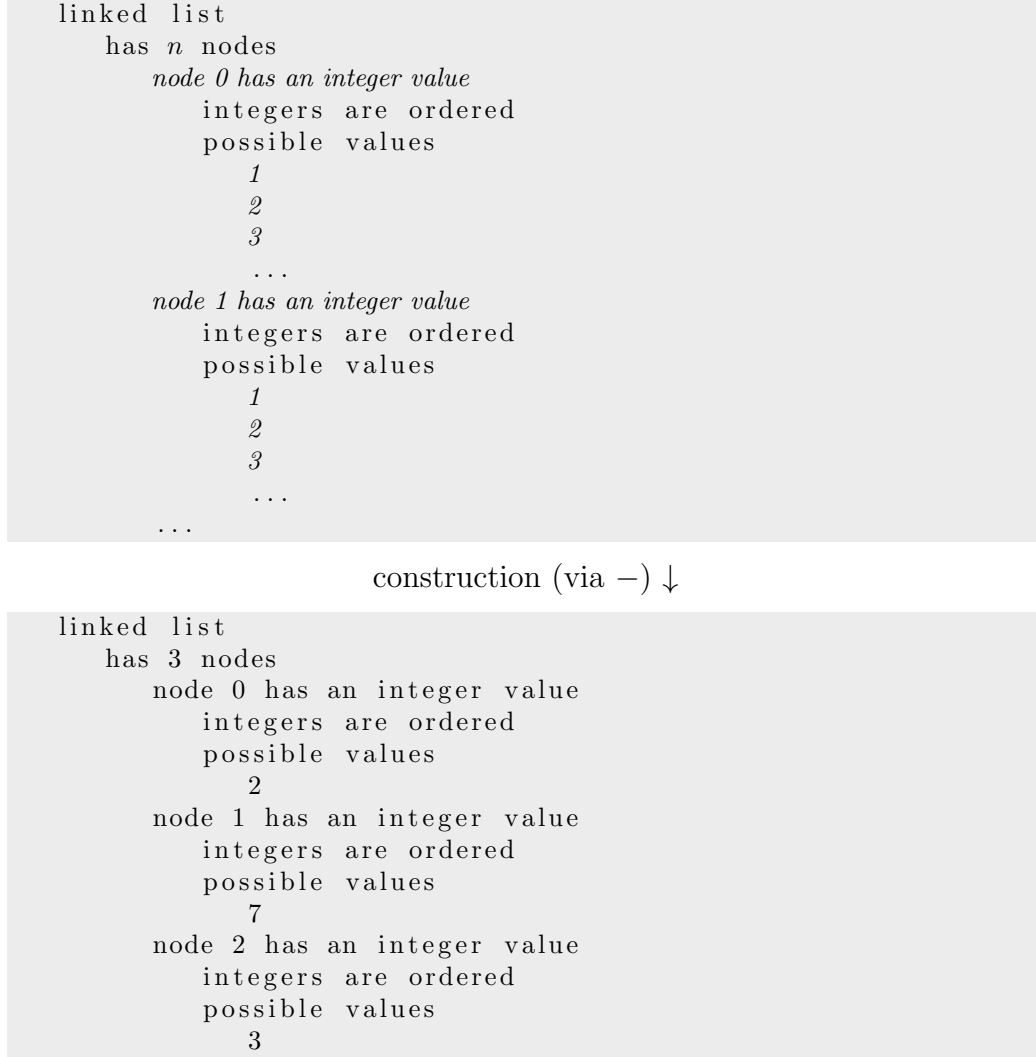 linked list
has n nodes
node 0 has an integer value
integers are ordered
possible values
1
2
3
...
node 1 has an integer value
integers are ordered
possible values
1
2
3
...
...
construction (via −) ↓
linked list
has 3 nodes
node 0 has an integer value
integers are ordered
possible values
2
node 1 has an integer value
integers are ordered
possible values
7
node 2 has an integer value
integers are ordered
possible values
3